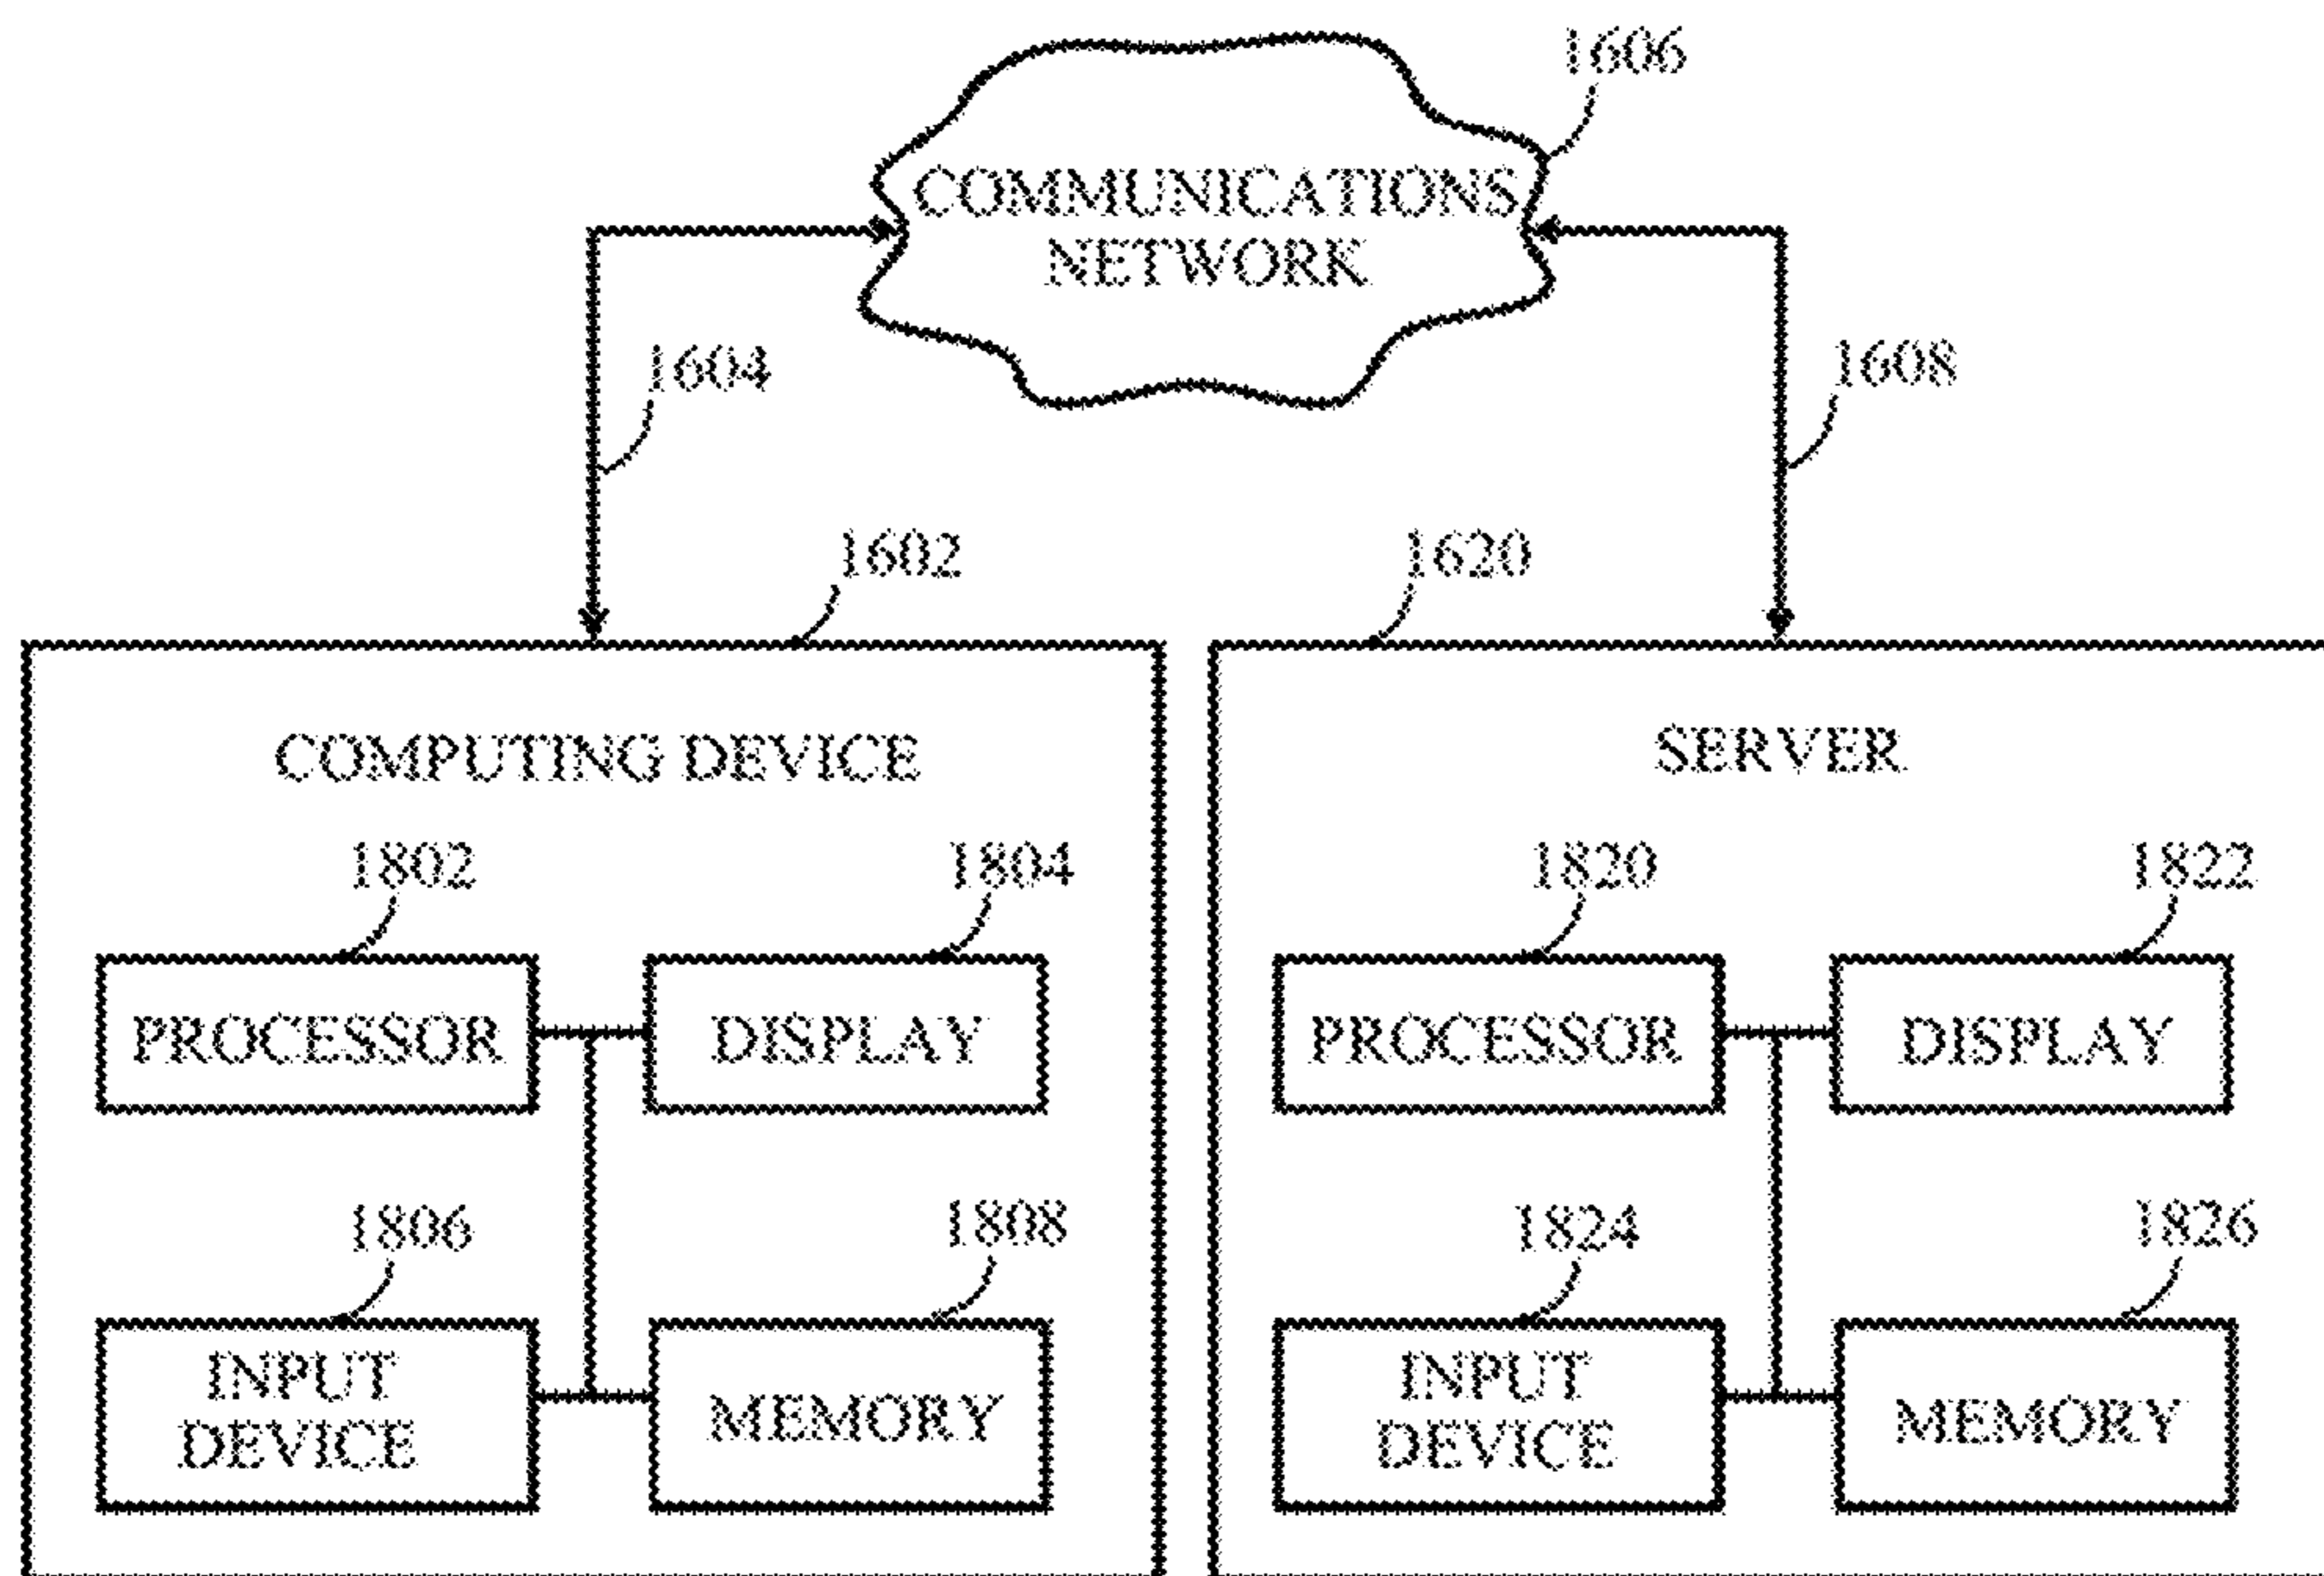 1606
COMMUNICATIONS
NETWORK
1604
1608
1602
1620
COMPUTING DEVICE
SERVER
1802
1804
1820
1822
PROCESSOR
DISPLAY
PROCESSOR
DISPLAY
1806
1808
1824
1826
INPUT
DEVICE
MEMORY
INPUT
DEVICE
MEMORY